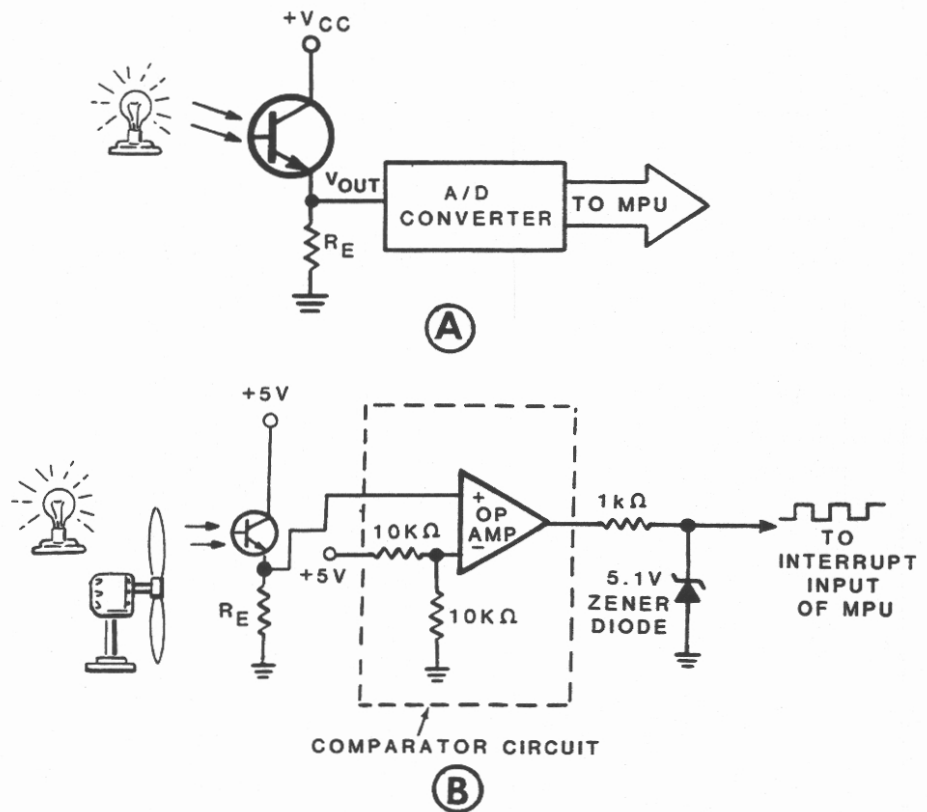 +VCC
VOUT
A/D
CONVERTER
TO MPU
RE
A
+5V
+
OP
AMP
−
1kΩ
10KΩ
+5V
10KΩ
RE
5.1V
ZENER
DIODE
TO
INTERRUPT
INPUT
OF MPU
COMPARATOR CIRCUIT
B